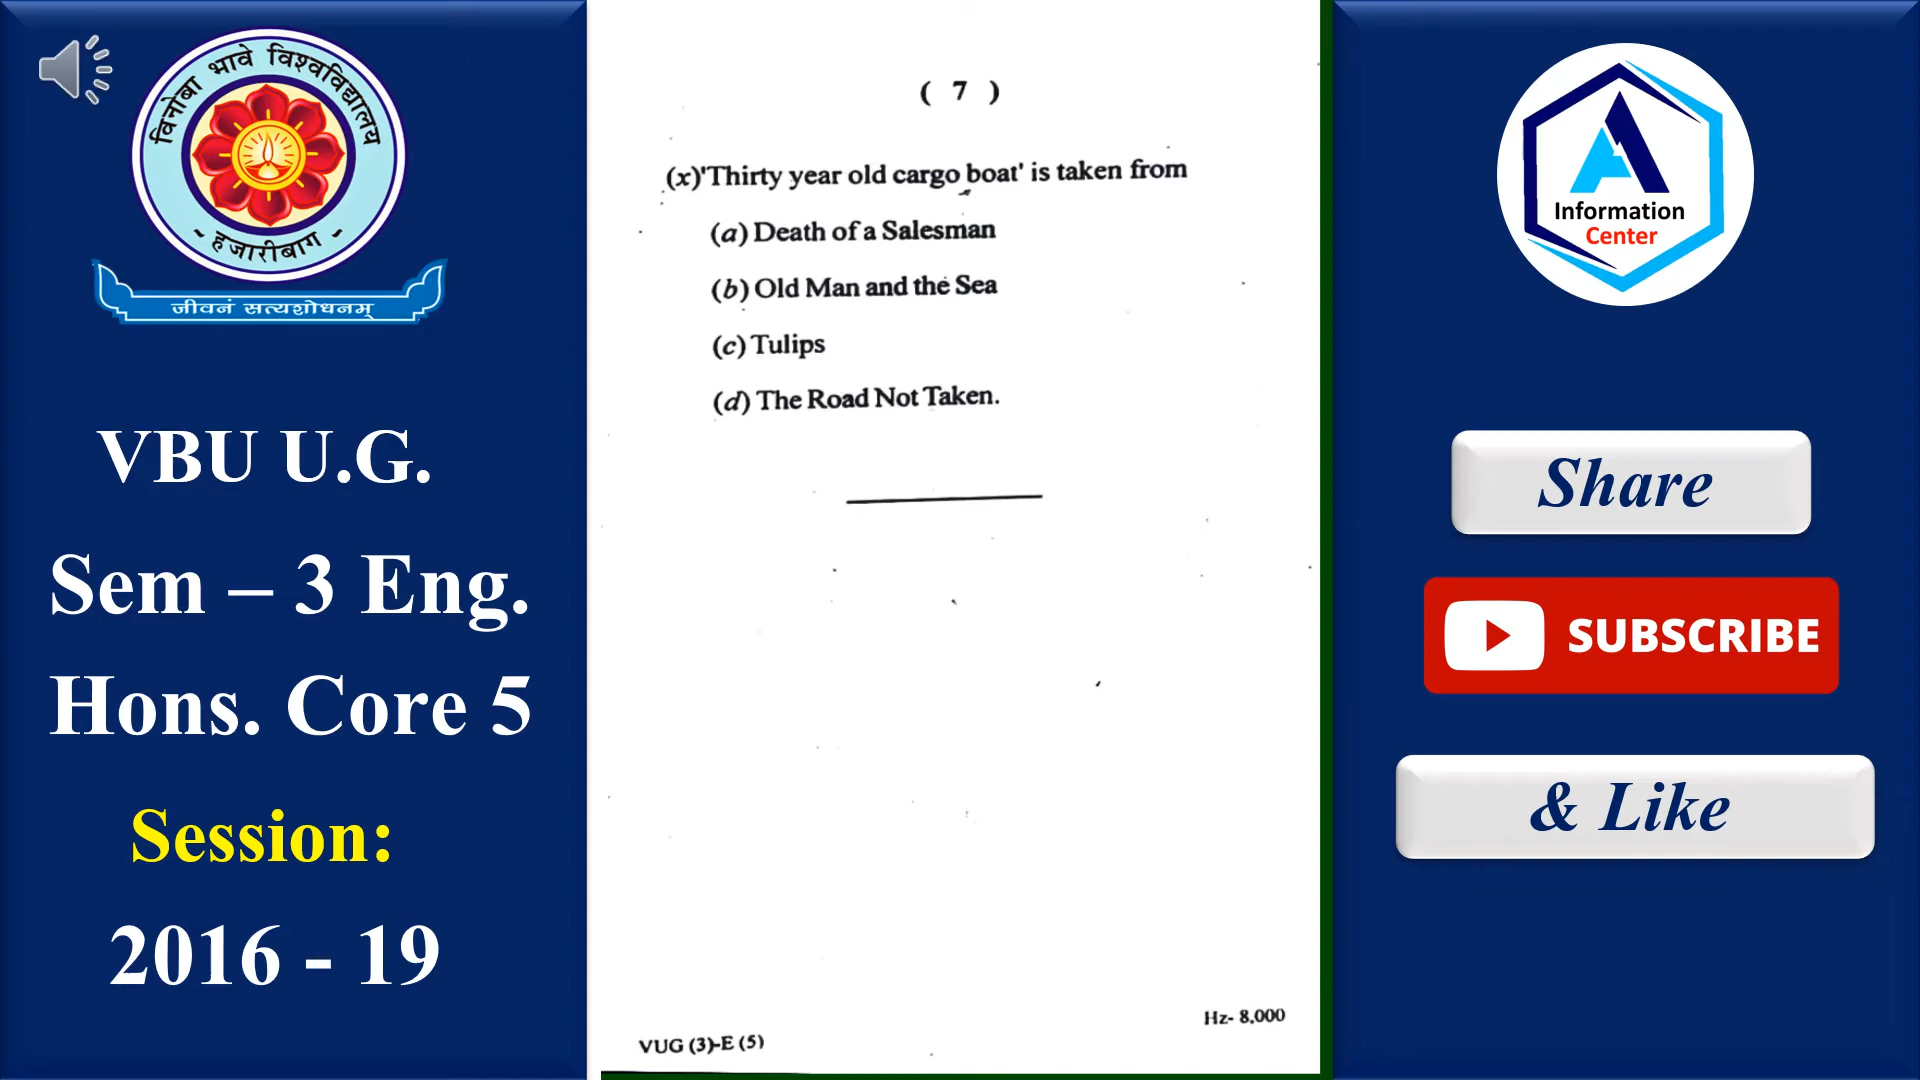 विनोबा भावे विश्वविद्यालय
- हजारीबाग -
जीवनं सत्यशोधनम्
VBU U.G.
Sem – 3 Eng.
Hons. Core 5
Session:
2016 - 19
( 7 )
(x)'Thirty year old cargo boat' is taken from
(a) Death of a Salesman
(b) Old Man and the Sea
(c) Tulips
(d) The Road Not Taken.
Hz- 8,000
VUG (3)-E (5)
Information
Center
Share
SUBSCRIBE
& Like